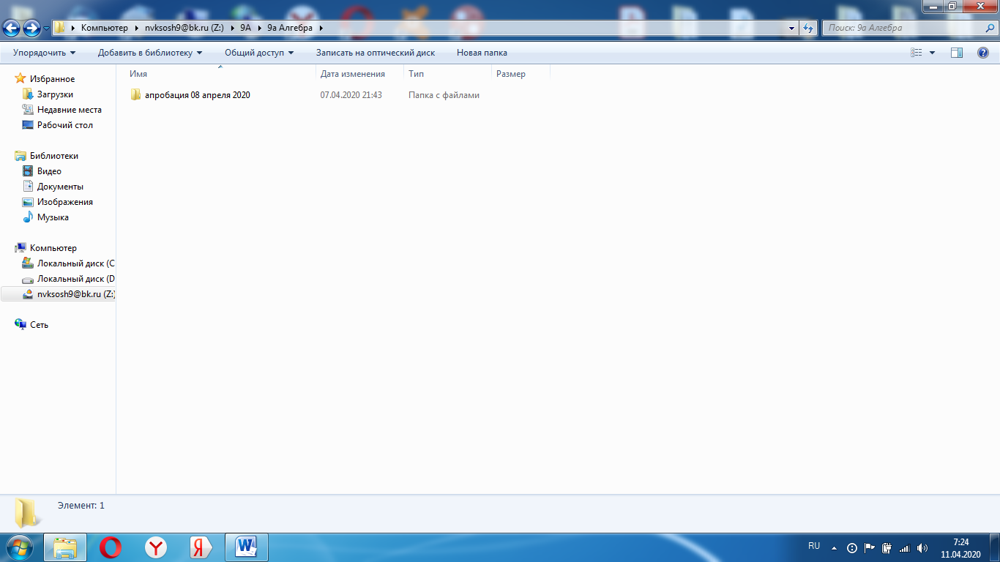 Компьютер nvksosh9@bk.ru (Z:) 9А 9а Алгебра
Поиск: 9а Алгебра
Упорядочить Добавить в библиотеку Общий доступ Записать на оптический диск Новая папка
Имя Дата изменения Тип Размер
апробация 08 апреля 2020 07.04.2020 21:43 Папка с файлами
Избранное
Загрузки
Недавние места
Рабочий стол
Библиотеки
Видео
Документы
Изображения
Музыка
Компьютер
Локальный диск (C
Локальный диск (D
nvksosh9@bk.ru (Z:)
Сеть
Элемент: 1
RU
7:24
11.04.2020